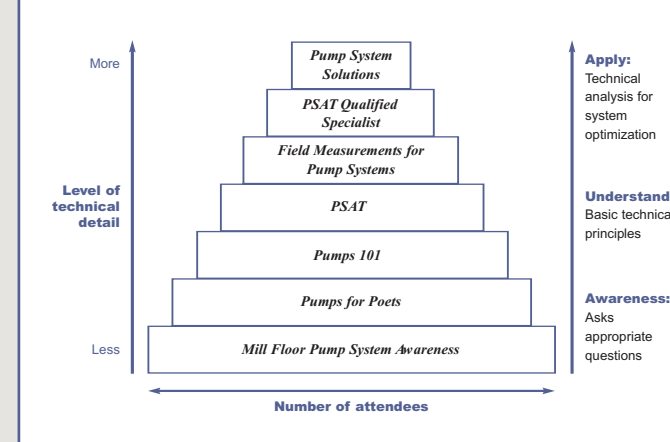 More
Level of
technical
detail
Less
Pump System
Solutions
PSAT Qualified
Specialist
Field Measurements for
Pump Systems
PSAT
Pumps 101
Pumps for Poets
Mill Floor Pump System Awareness
Number of attendees
Apply:
Technical
analysis for
system
optimization
Understand
Basic technica
principles
Awareness:
Asks
appropriate
questions